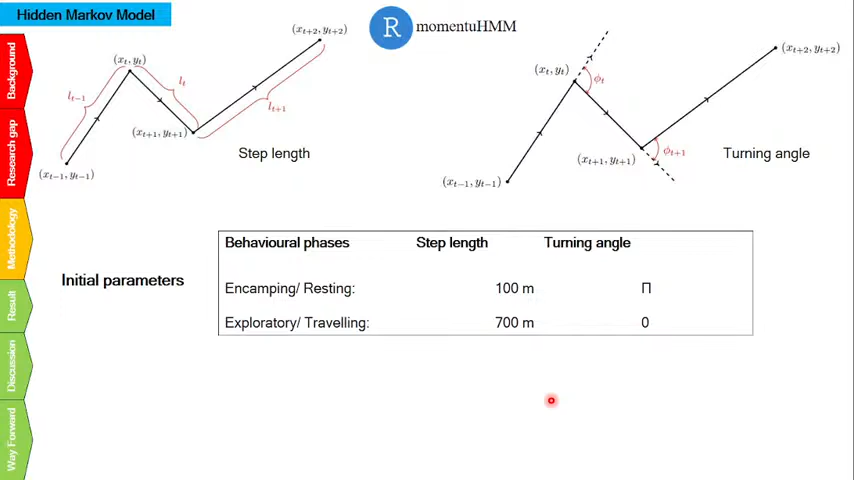 Hidden Markov Model
Background
Research gap
Methodology
Result
Discussion
Way Forward
(x_{t+2}, y_{t+2})
(x_t, y_t)
l_{t-1}
l_t
l_{t+1}
(x_{t+1}, y_{t+1})
(x_{t-1}, y_{t-1})
Step length
R
momentuHMM
(x_{t+2}, y_{t+2})
(x_t, y_t)
ϕ_t
(x_{t+1}, y_{t+1})
ϕ_{t+1}
(x_{t-1}, y_{t-1})
Turning angle
Initial parameters
Behavioural phases Step length Turning angle
Encamping/ Resting: 100 m Π
Exploratory/ Travelling: 700 m 0